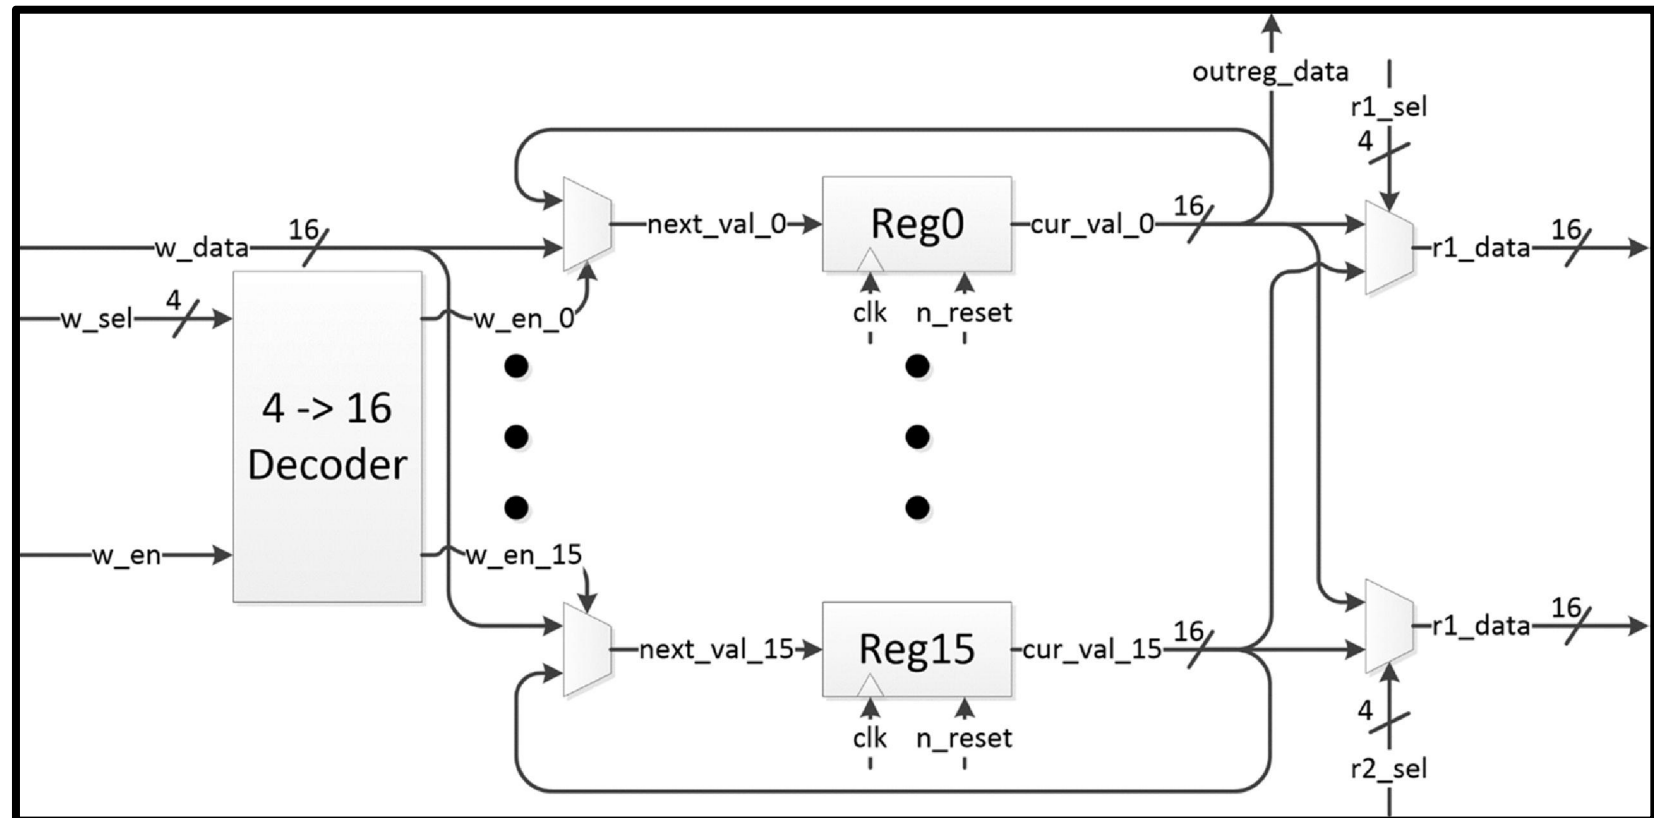 outreg_data
r1_sel
4
16
w_data
next_val_0
Reg0
cur_val_0
16
r1_data
16
4
w_sel
w_en_0
clk
n_reset
4 -> 16
Decoder
w_en
w_en_15
next_val_15
Reg15
cur_val_15
16
r1_data
16
clk
n_reset
4
r2_sel